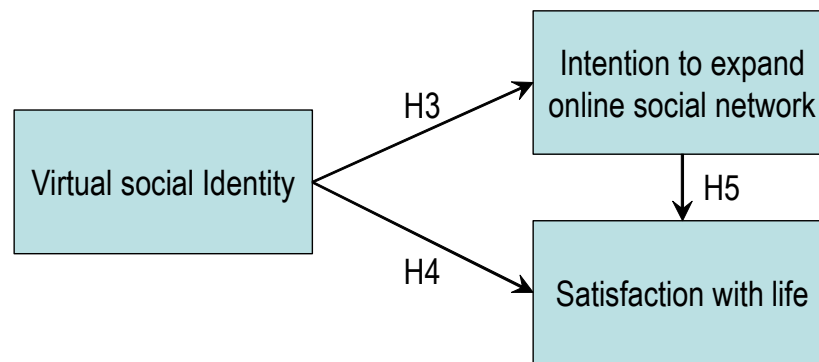 Intention to expand
online social network
H3
Virtual social Identity
H5
H4
Satisfaction with life